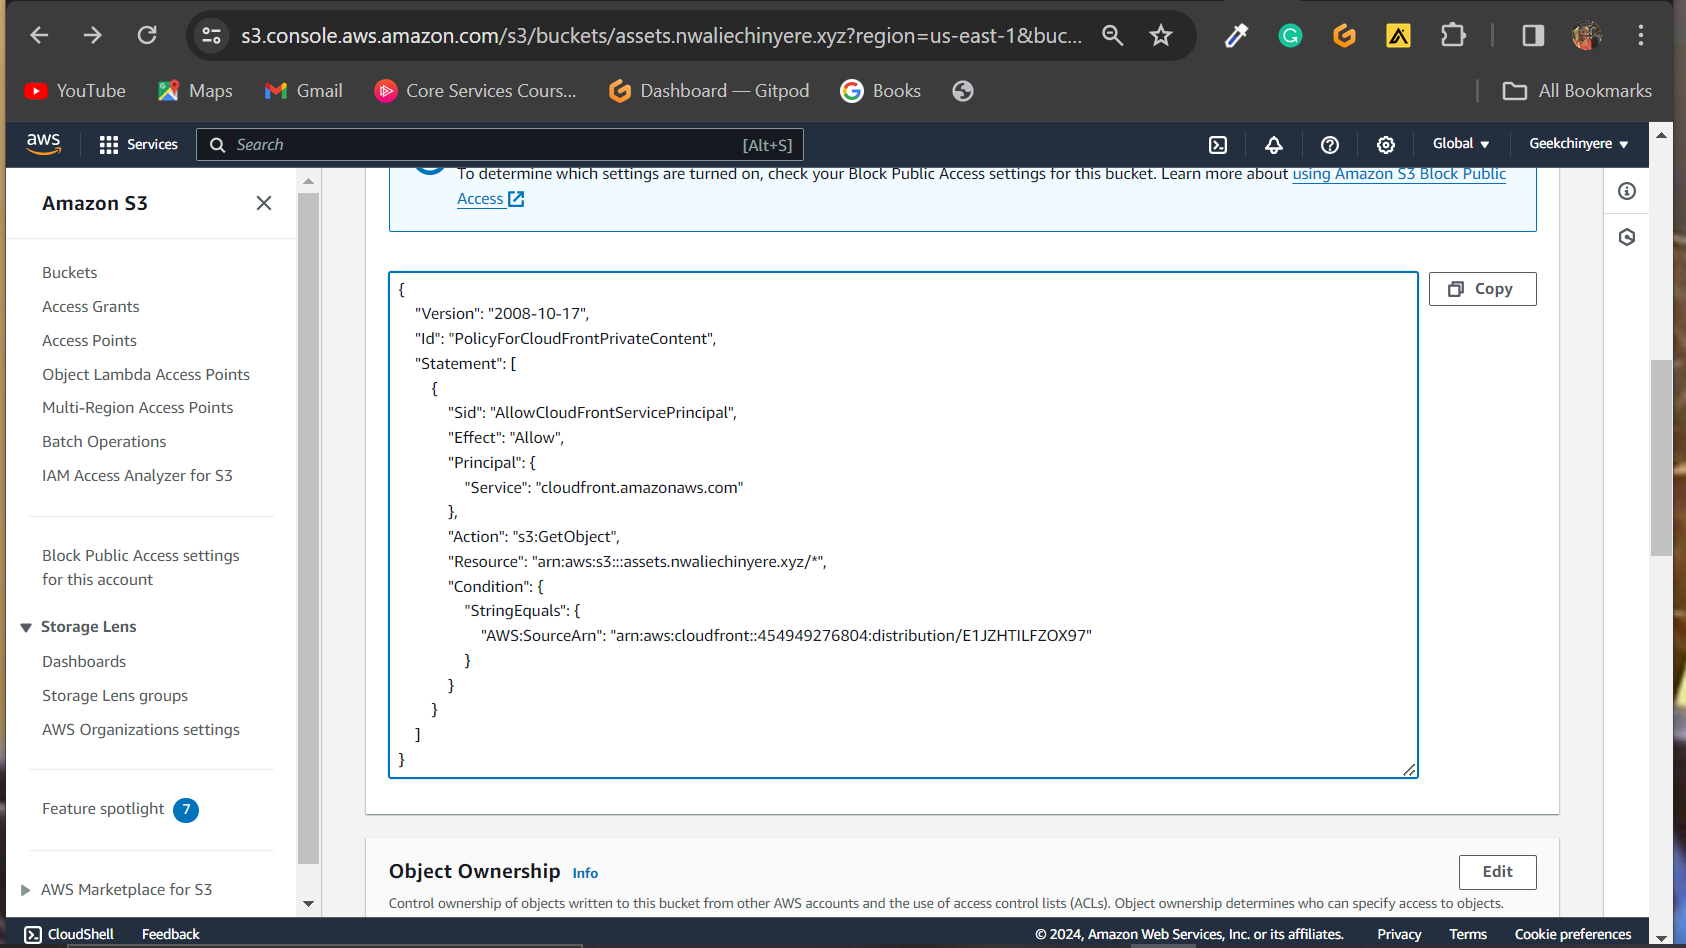 s3.console.aws.amazon.com/s3/buckets/assets.nwaliechinyere.xyz?region=us-east-1&buc...
YouTube Maps Gmail Core Services Cours... Dashboard — Gitpod Books All Bookmarks
aws Services Search [Alt+S] Global Geekchinyere
Amazon S3
Buckets
Access Grants
Access Points
Object Lambda Access Points
Multi-Region Access Points
Batch Operations
IAM Access Analyzer for S3
Block Public Access settings
for this account
Storage Lens
Dashboards
Storage Lens groups
AWS Organizations settings
Feature spotlight 7
AWS Marketplace for S3
To determine which settings are turned on, check your Block Public Access settings for this bucket. Learn more about using Amazon S3 Block Public
Access
Copy
{
"Version": "2008-10-17",
"Id": "PolicyForCloudFrontPrivateContent",
"Statement": [
{
"Sid": "AllowCloudFrontServicePrincipal",
"Effect": "Allow",
"Principal": {
"Service": "cloudfront.amazonaws.com"
},
"Action": "s3:GetObject",
"Resource": "arn:aws:s3:::assets.nwaliechinyere.xyz/*",
"Condition": {
"StringEquals": {
"AWS:SourceArn": "arn:aws:cloudfront::454949276804:distribution/E1JZHTILFZOX97"
}
}
}
]
}
Object Ownership Info Edit
Control ownership of objects written to this bucket from other AWS accounts and the use of access control lists (ACLs). Object ownership determines who can specify access to objects.
CloudShell Feedback © 2024, Amazon Web Services, Inc. or its affiliates. Privacy Terms Cookie preferences